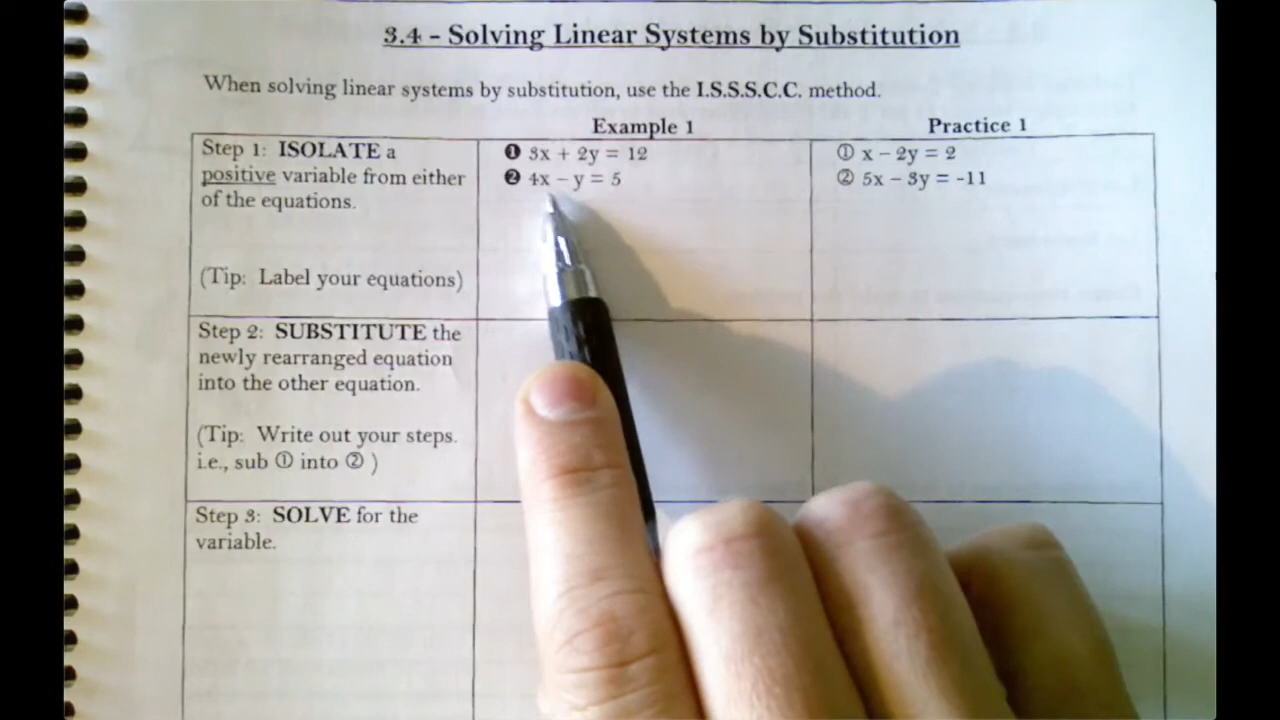 3.4 - Solving Linear Systems by Substitution
When solving linear systems by substitution, use the I.S.S.S.C.C. method.
Example 1
Practice 1
Step 1: ISOLATE a
positive variable from either
of the equations.
(Tip: Label your equations)
❶ 3x + 2y = 12
❷ 4x – y = 5
① x – 2y = 2
② 5x – 3y = -11
Step 2: SUBSTITUTE the
newly rearranged equation
into the other equation.
(Tip: Write out your steps.
i.e., sub ① into ② )
Step 3: SOLVE for the
variable.